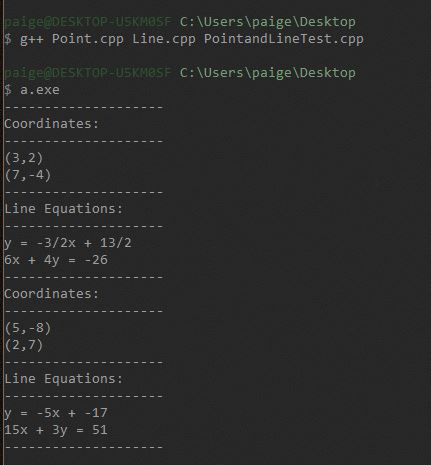 paige@DESKTOP-U5KM0SF C:\Users\paige\Desktop
$ g++ Point.cpp Line.cpp PointandLineTest.cpp
paige@DESKTOP-U5KM0SF C:\Users\paige\Desktop
$ a.exe
--------------------
Coordinates:
--------------------
(3,2)
(7,-4)
--------------------
Line Equations:
--------------------
y = -3/2x + 13/2
6x + 4y = -26
--------------------
Coordinates:
--------------------
(5,-8)
(2,7)
--------------------
Line Equations:
--------------------
y = -5x + -17
15x + 3y = 51
--------------------